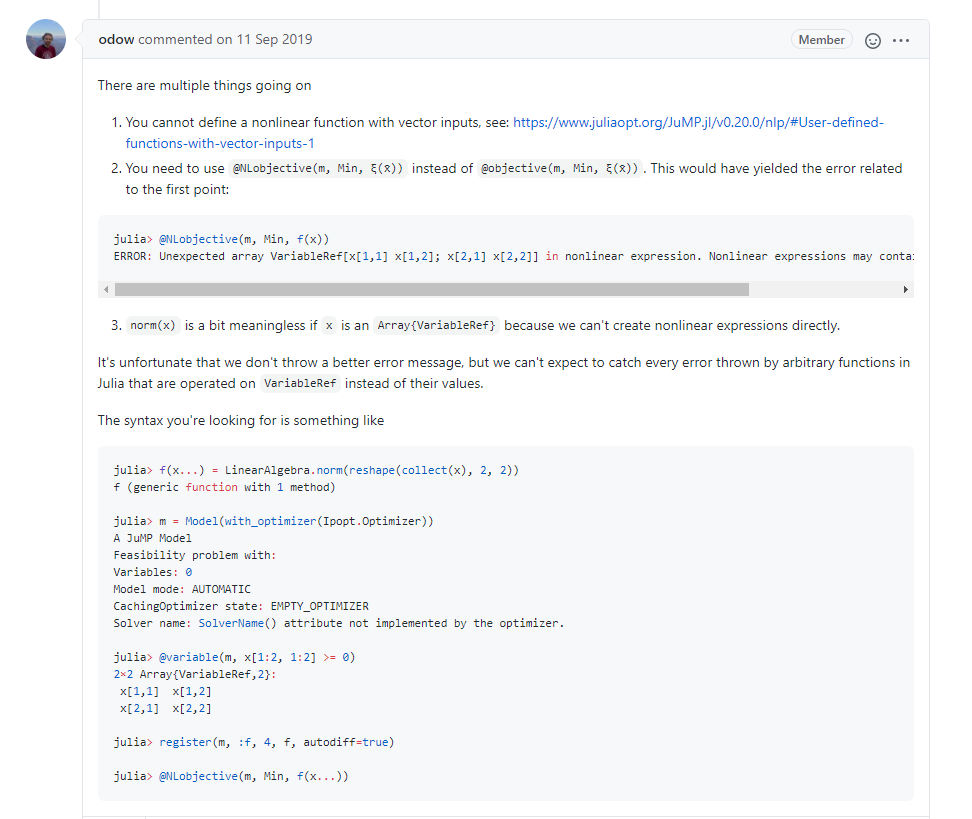 odow commented on 11 Sep 2019
Member
There are multiple things going on
1. You cannot define a nonlinear function with vector inputs, see: https://www.juliaopt.org/JuMP.jl/v0.20.0/nlp/#User-defined-
functions-with-vector-inputs-1
2. You need to use @NLobjective(m, Min, ξ(x̄)) instead of @objective(m, Min, ξ(x̄)) . This would have yielded the error related
to the first point:
julia> @NLobjective(m, Min, f(x))
ERROR: Unexpected array VariableRef[x[1,1] x[1,2]; x[2,1] x[2,2]] in nonlinear expression. Nonlinear expressions may contai
3. norm(x) is a bit meaningless if x is an Array{VariableRef} because we can't create nonlinear expressions directly.
It's unfortunate that we don't throw a better error message, but we can't expect to catch every error thrown by arbitrary functions in
Julia that are operated on VariableRef instead of their values.
The syntax you're looking for is something like
julia> f(x...) = LinearAlgebra.norm(reshape(collect(x), 2, 2))
f (generic function with 1 method)
julia> m = Model(with_optimizer(Ipopt.Optimizer))
A JuMP Model
Feasibility problem with:
Variables: 0
Model mode: AUTOMATIC
CachingOptimizer state: EMPTY_OPTIMIZER
Solver name: SolverName() attribute not implemented by the optimizer.
julia> @variable(m, x[1:2, 1:2] >= 0)
2×2 Array{VariableRef,2}:
x[1,1] x[1,2]
x[2,1] x[2,2]
julia> register(m, :f, 4, f, autodiff=true)
julia> @NLobjective(m, Min, f(x...))